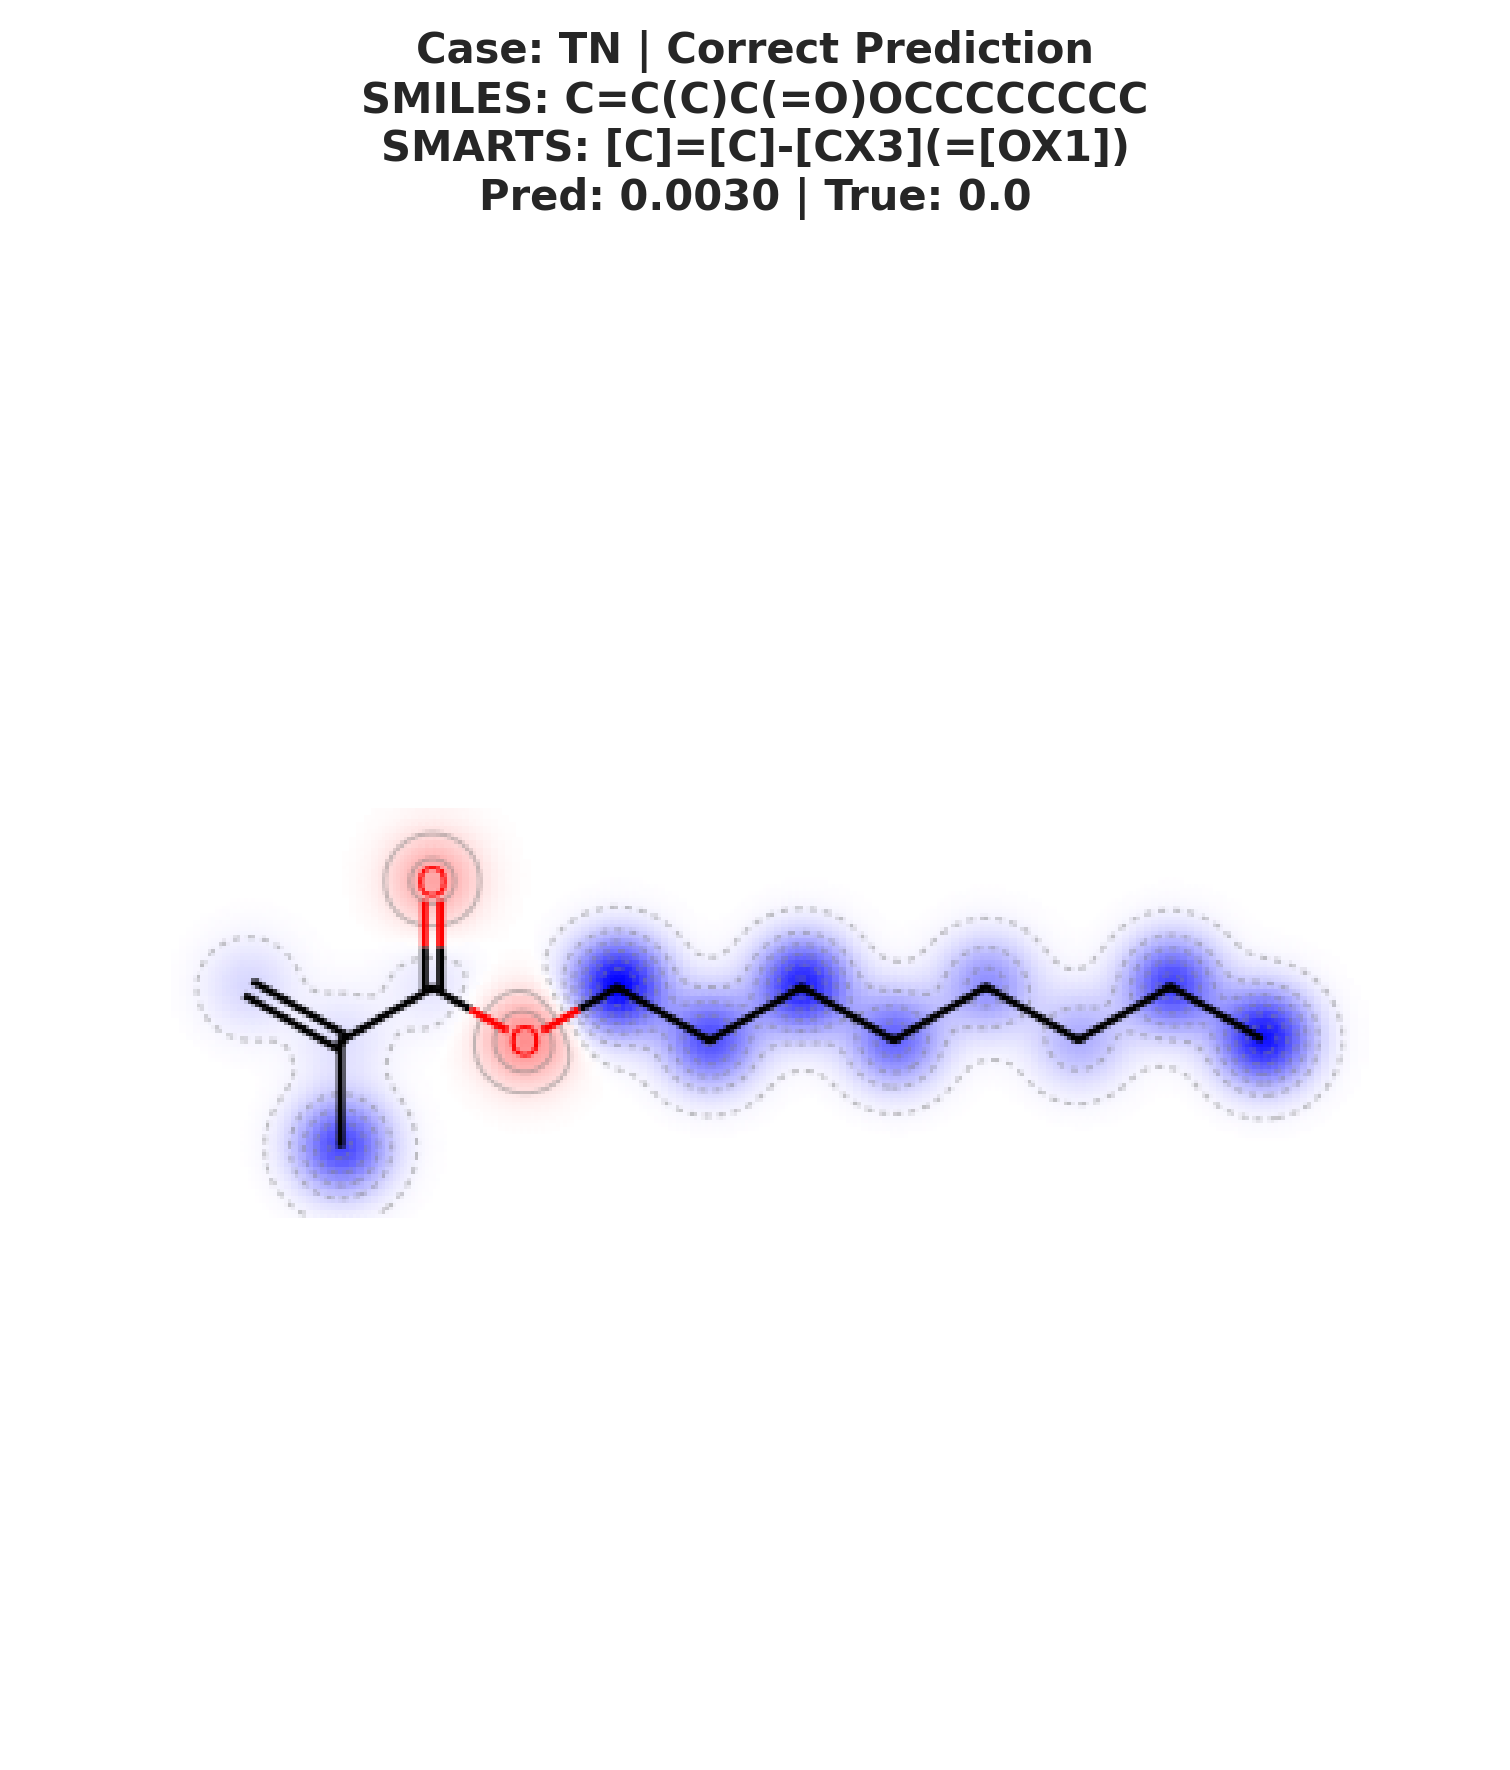 Case: TN | Correct Prediction
SMILES: C=C(C)C(=O)OCCCCCCCC
SMARTS: [C]=[C]-[CX3](=[OX1])
Pred: 0.0030 | True: 0.0
O
O